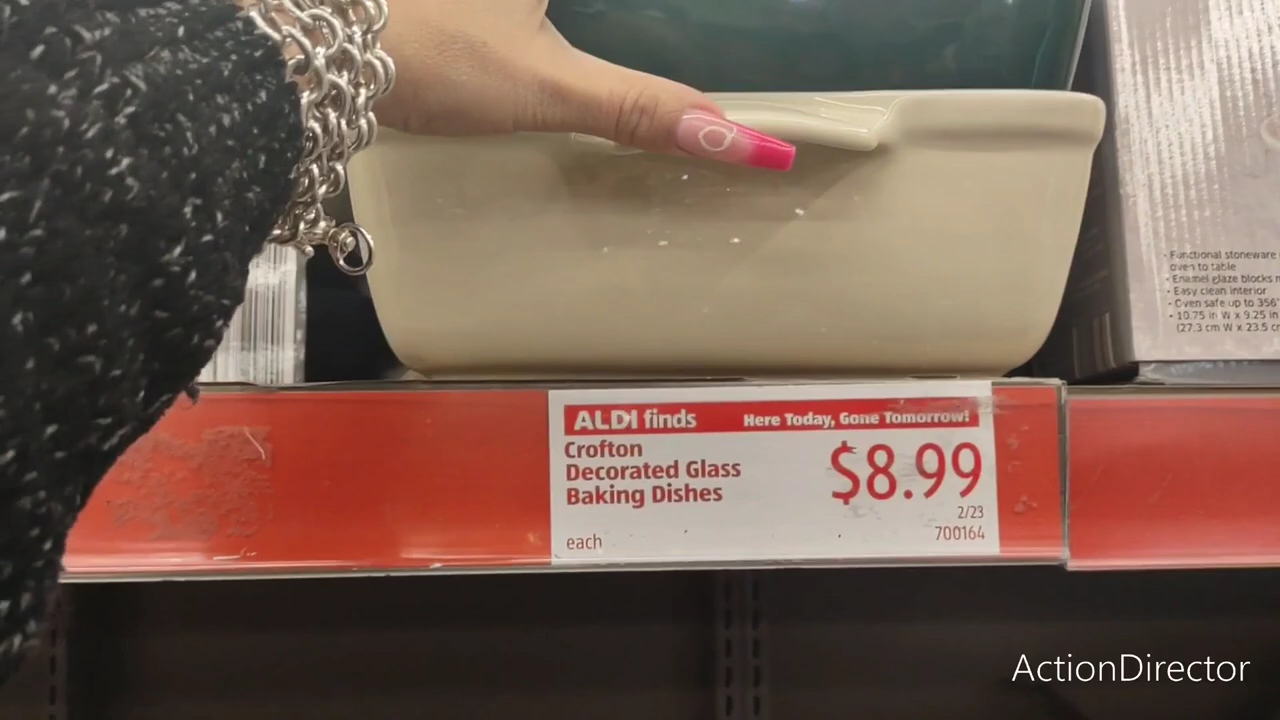 • Functional stoneware
oven to table
• Enamel glaze blocks
• Easy clean interior
• Oven safe up to 356°
• 10.75 in W x 9.25 in
(27.3 cm W x 23.5
ALDI finds Here Today, Gone Tomorrow!
Crofton
Decorated Glass
Baking Dishes
$8.99
2/23
each 700164
ActionDirector